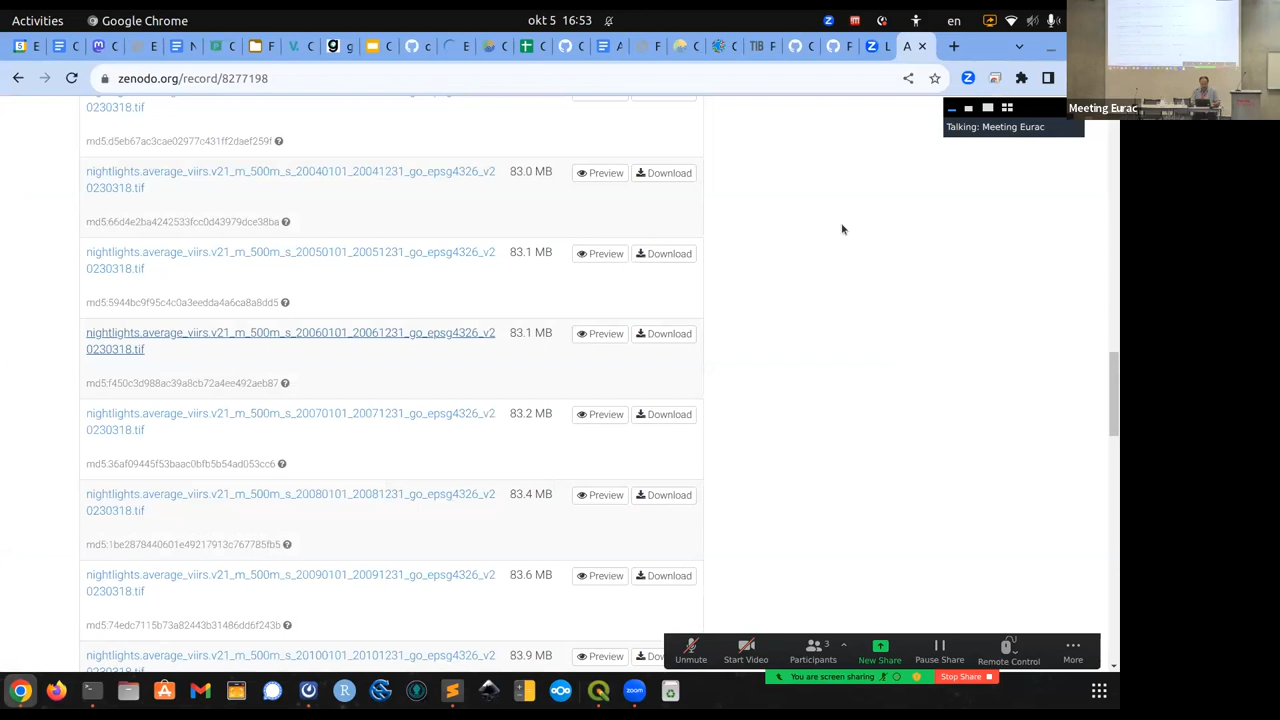 Activities
Google Chrome
okt 5 16:53
en
E
C
C
E
N
C
F
V.
g
C
c
C
C
A
F
C
C
TIB
C
F
L
A
zenodo.org/record/8277198
Meeting Eurac
Talking: Meeting Eurac
0230318.tif
md5:d5eb67ac3cae02977c431ff2daef259f
nightlights.average_viirs.v21_m_500m_s_20040101_20041231_go_epsg4326_v2
0230318.tif
83.0 MB
Preview
Download
md5:66d4e2ba4242533fcc0d43979dce38ba
nightlights.average_viirs.v21_m_500m_s_20050101_20051231_go_epsg4326_v2
0230318.tif
83.1 MB
Preview
Download
md5:5944bc9f95c4c0a3eedda4a6ca8a8dd5
nightlights.average_viirs.v21_m_500m_s_20060101_20061231_go_epsg4326_v2
0230318.tif
83.1 MB
Preview
Download
md5:f450c3d988ac39a8cb72a4ee492aeb87
nightlights.average_viirs.v21_m_500m_s_20070101_20071231_go_epsg4326_v2
0230318.tif
83.2 MB
Preview
Download
md5:36af09445f53baac0bfb5b54ad053cc6
nightlights.average_viirs.v21_m_500m_s_20080101_20081231_go_epsg4326_v2
0230318.tif
83.4 MB
Preview
Download
md5:1be2878440601e49217913c767785fb5
nightlights.average_viirs.v21_m_500m_s_20090101_20091231_go_epsg4326_v2
0230318.tif
83.6 MB
Preview
Download
md5:74edc7115b73a82443b31486dd6f243b
nightlights.average_viirs.v21_m_500m_s_20100101_20101231_go_epsg4326_v2
0230318.tif
83.9 MB
Preview
Unmute
Start Video
3
Participants
New Share
Pause Share
Remote Control
More
You are screen sharing
Stop Share
zoom